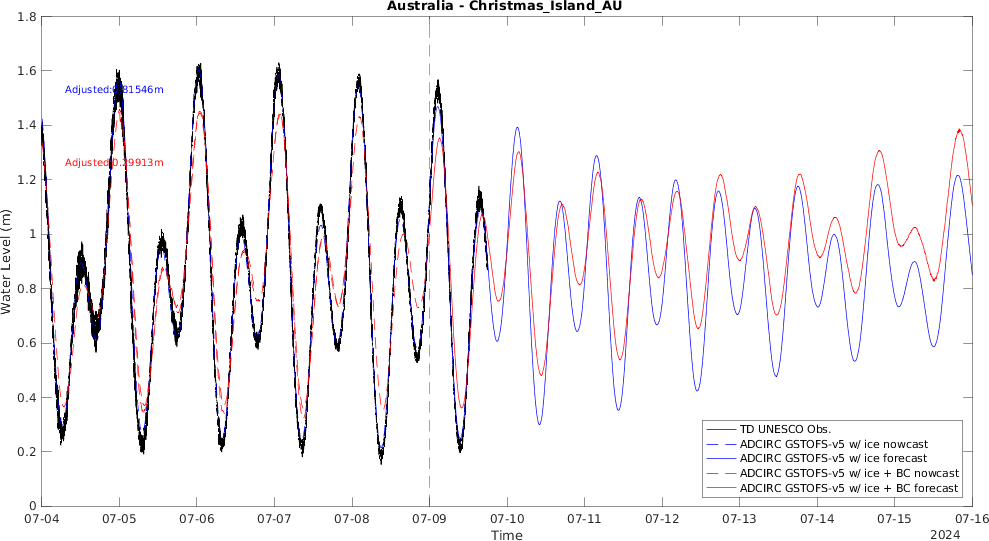 Australia - Christmas_Island_AU
1.8
1.6
1.4
1.2
1
0.8
0.6
0.4
0.2
0
Water Level (m)
Adjusted:0.81546m
Adjusted:0.29913m
TD UNESCO Obs.
ADCIRC GSTOFS-v5 w/ ice nowcast
ADCIRC GSTOFS-v5 w/ ice forecast
ADCIRC GSTOFS-v5 w/ ice + BC nowcast
ADCIRC GSTOFS-v5 w/ ice + BC forecast
07-04 07-05 07-06 07-07 07-08 07-09 07-10 07-11 07-12 07-13 07-14 07-15 07-16
Time
2024